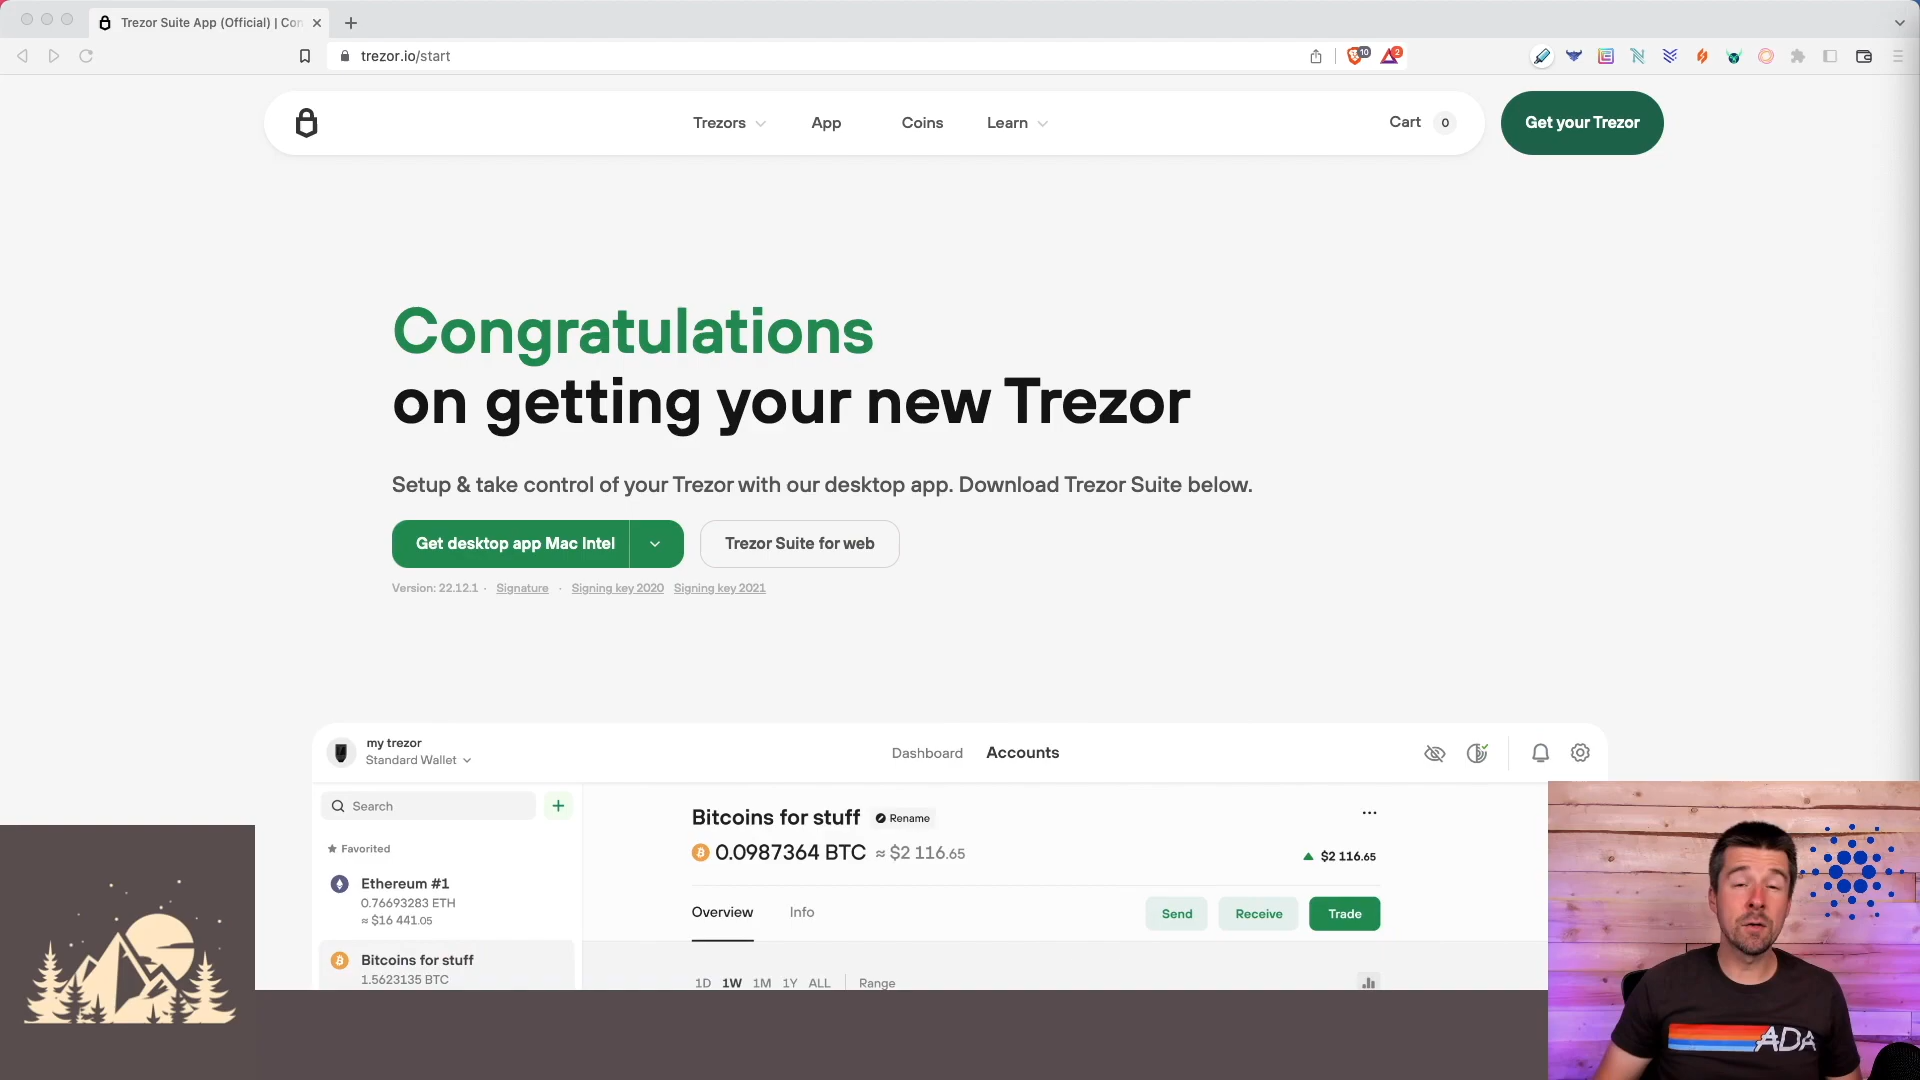 Trezor Suite App (Official) | Con
trezor.io/start
10
2
Trezors
App
Coins
Learn
Cart 0
Get your Trezor
Congratulations
on getting your new Trezor
Setup & take control of your Trezor with our desktop app. Download Trezor Suite below.
Get desktop app Mac Intel
Trezor Suite for web
Version: 22.12.1 · Signature · Signing key 2020 Signing key 2021
my trezor
Standard Wallet
Dashboard
Accounts
Search
Bitcoins for stuff Rename
0.0987364 BTC ≈ $2 116.65
$2 116.65
Favorited
Ethereum #1
0.76693283 ETH
≈ $16 441.05
Overview
Info
Send
Receive
Trade
Bitcoins for stuff
1.5623135 BTC
1D 1W 1M 1Y ALL Range
ADA